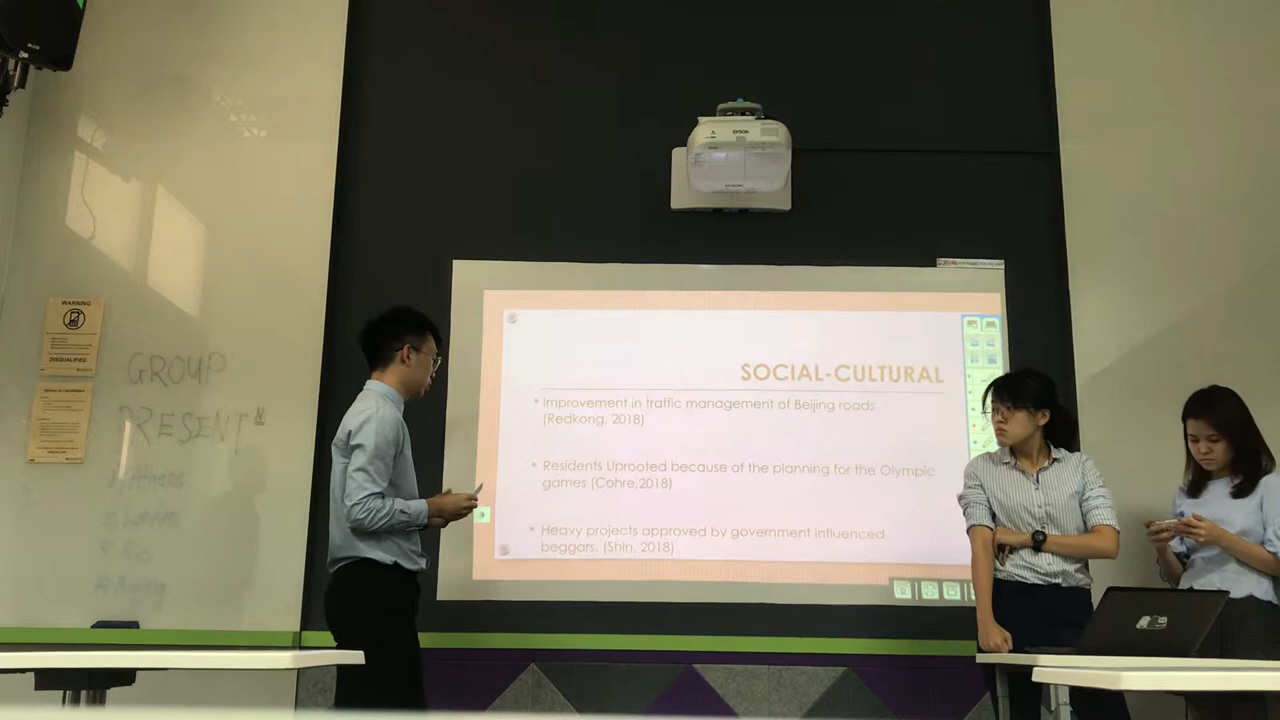 EPSON
WARNING
DISQUALIFIED
GROUP
PRESENT N
SOCIAL-CULTURAL
* Improvement in traffic management of Beijing roads
(Redkong, 2018)
* Residents Uprooted because of the planning for the Olympic
games (Cohre,2018)
* Heavy projects approved by government influenced
beggars. (Shin, 2018)